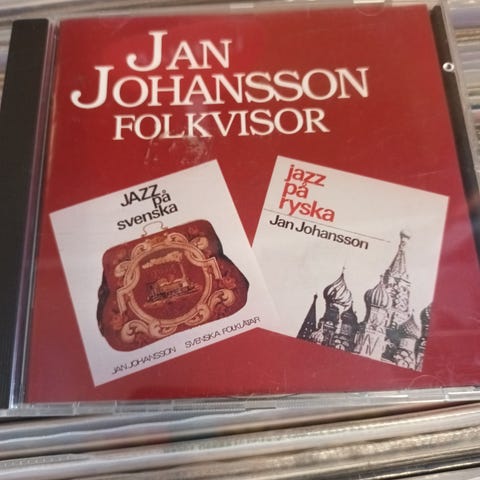 JAN
JOHANSSON
FOLKVISOR
JAZZ
på
svenska
JAN JOHANSSON SVENSKA FOLKLÅTAR
jazz
på
ryska
Jan Johansson